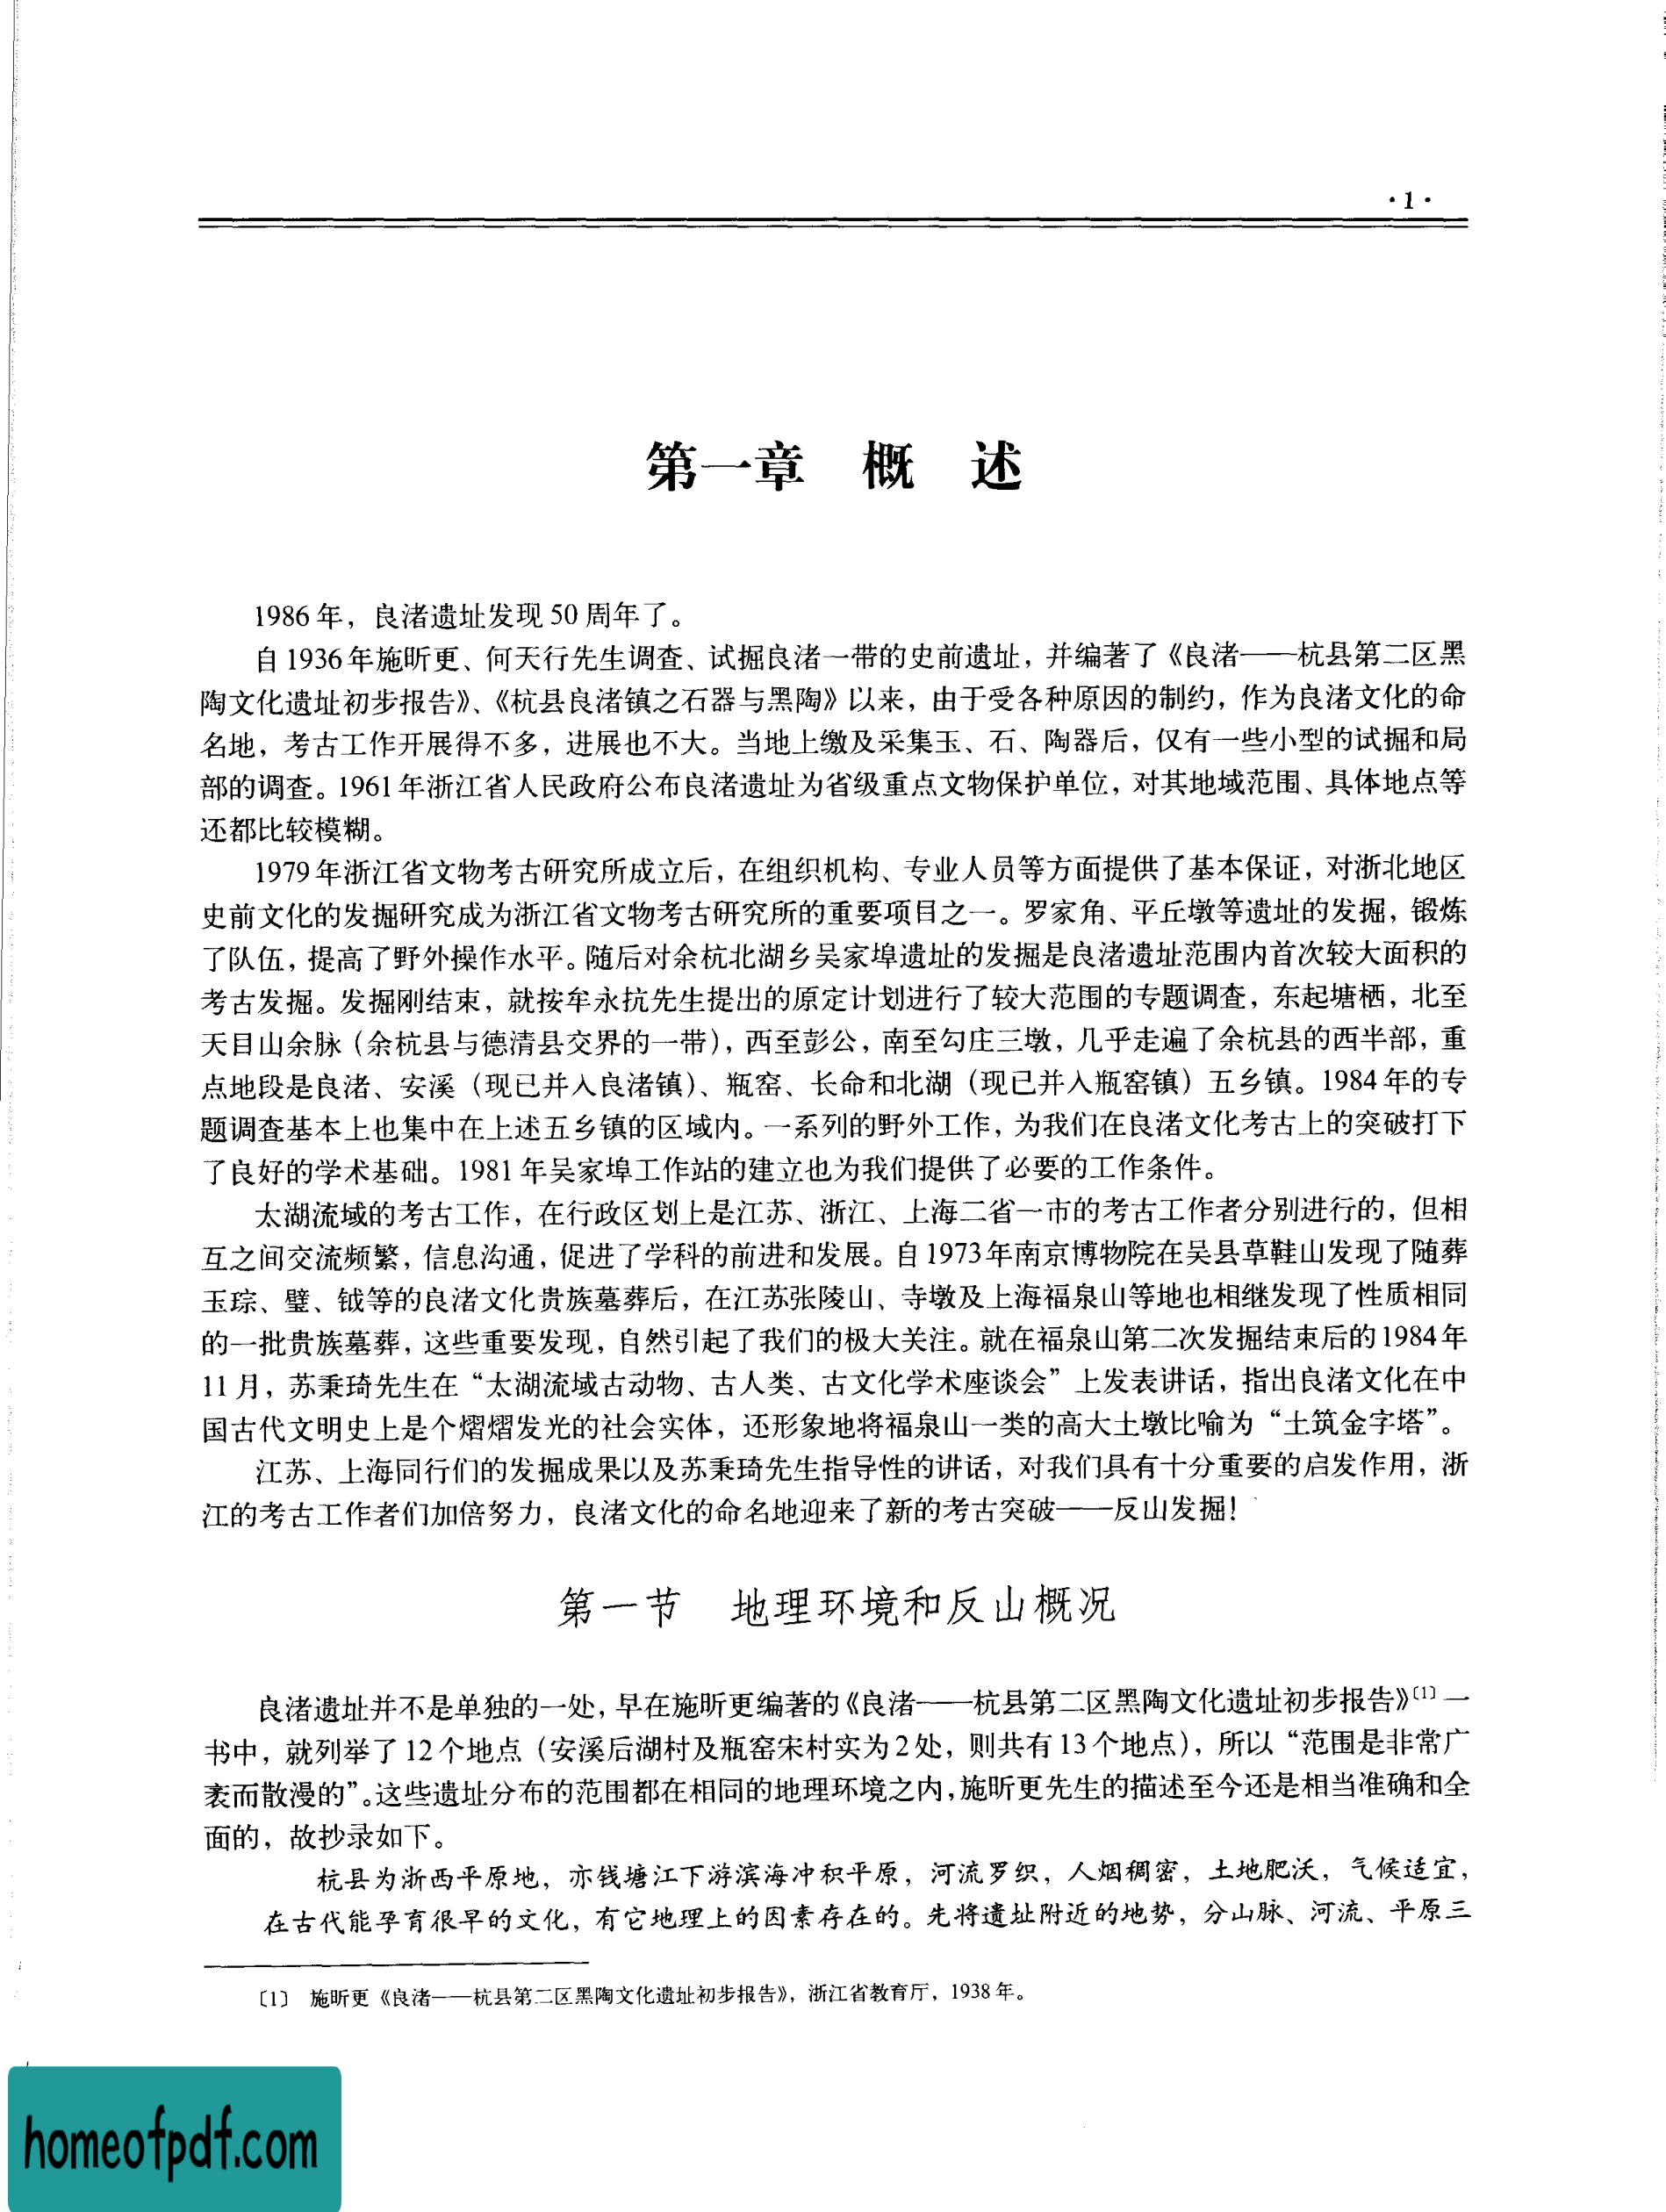 ·1·
第一章 概 述
1986年，良渚遗址发现50周年了。
自1936年施昕更、何天行先生调查、试掘良渚一带的史前遗址，并编著了《良渚——杭县第二区黑
陶文化遗址初步报告》、《杭县良渚镇之石器与黑陶》以来，由于受各种原因的制约，作为良渚文化的命
名地，考古工作开展得不多，进展也不大。当地上缴及采集玉、石、陶器后，仅有一些小型的试掘和局
部的调查。1961年浙江省人民政府公布良渚遗址为省级重点文物保护单位，对其地域范围、具体地点等
还都比较模糊。
1979年浙江省文物考古研究所成立后，在组织机构、专业人员等方面提供了基本保证，对浙北地区
史前文化的发掘研究成为浙江省文物考古研究所的重要项目之一。罗家角、平丘墩等遗址的发掘，锻炼
了队伍，提高了野外操作水平。随后对余杭北湖乡吴家埠遗址的发掘是良渚遗址范围内首次较大面积的
考古发掘。发掘刚结束，就按牟永抗先生提出的原定计划进行了较大范围的专题调查，东起塘栖，北至
天目山余脉（余杭县与德清县交界的一带），西至彭公，南至勾庄三墩，几乎走遍了余杭县的西半部，重
点地段是良渚、安溪（现已并入良渚镇）、瓶窑、长命和北湖（现已并入瓶窑镇）五乡镇。1984年的专
题调查基本上也集中在上述五乡镇的区域内。一系列的野外工作，为我们在良渚文化考古上的突破打下
了良好的学术基础。1981年吴家埠工作站的建立也为我们提供了必要的工作条件。
太湖流域的考古工作，在行政区划上是江苏、浙江、上海二省一市的考古工作者分别进行的，但相
互之间交流频繁，信息沟通，促进了学科的前进和发展。自1973年南京博物院在吴县草鞋山发现了随葬
玉琮、璧、钺等的良渚文化贵族墓葬后，在江苏张陵山、寺墩及上海福泉山等地也相继发现了性质相同
的一批贵族墓葬，这些重要发现，自然引起了我们的极大关注。就在福泉山第二次发掘结束后的1984年
11月，苏秉琦先生在“太湖流域古动物、古人类、古文化学术座谈会”上发表讲话，指出良渚文化在中
国古代文明史上是个熠熠发光的社会实体，还形象地将福泉山一类的高大土墩比喻为“土筑金字塔”。
江苏、上海同行们的发掘成果以及苏秉琦先生指导性的讲话，对我们具有十分重要的启发作用，浙
江的考古工作者们加倍努力，良渚文化的命名地迎来了新的考古突破——反山发掘！
第一节 地理环境和反山概况
良渚遗址并不是单独的一处，早在施昕更编著的《良渚——杭县第二区黑陶文化遗址初步报告》〔1〕一
书中，就列举了12个地点（安溪后湖村及瓶窑宋村实为2处，则共有13个地点），所以“范围是非常广
袤而散漫的”。这些遗址分布的范围都在相同的地理环境之内，施昕更先生的描述至今还是相当准确和全
面的，故抄录如下。
杭县为浙西平原地，亦钱塘江下游滨海冲积平原，河流罗织，人烟稠密，土地肥沃，气候适宜，
在古代能孕育很早的文化，有它地理上的因素存在的。先将遗址附近的地势，分山脉、河流、平原三
〔1〕 施昕更《良渚——杭县第二区黑陶文化遗址初步报告》，浙江省教育厅，1938年。
homeofpdf.com